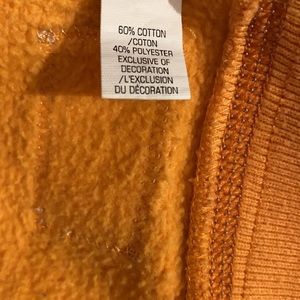 60% COTTON
/COTON
40% POLYESTER
EXCLUSIVE OF
DECORATION
/L'EXCLUSION
DU DÉCORATION